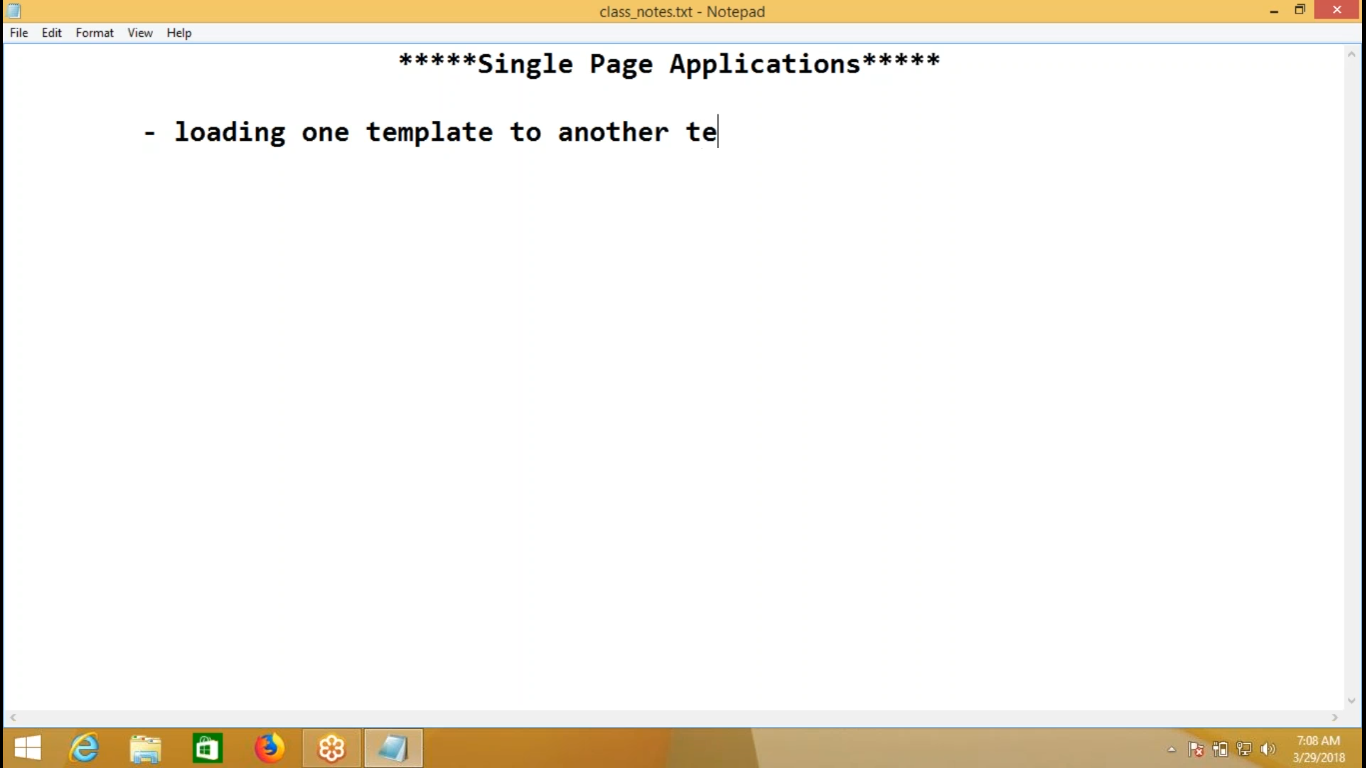 class_notes.txt - Notepad
File Edit Format View Help
*****Single Page Applications*****
- loading one template to another te
7:08 AM
3/29/2018